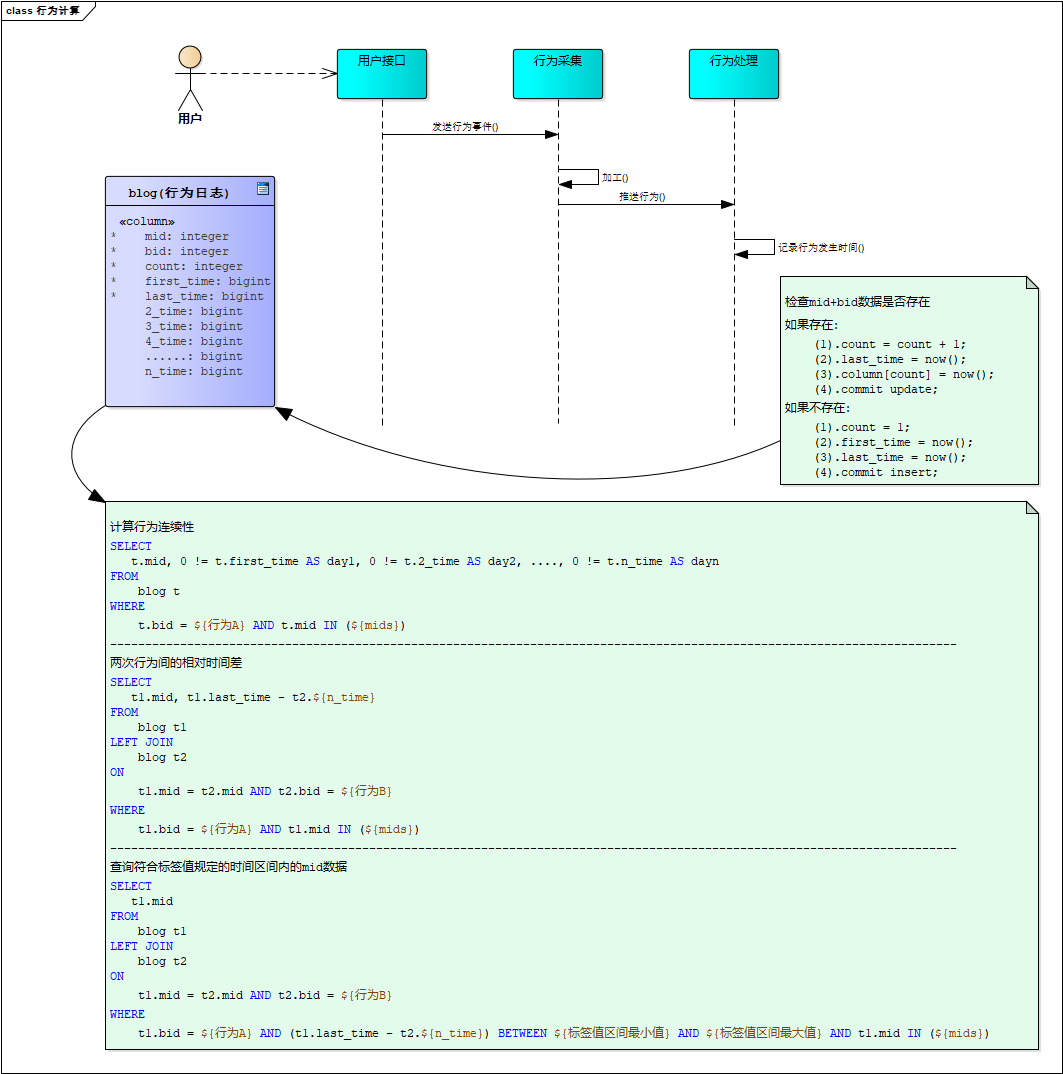 class 行为计算
用户接口
行为采集
行为处理
用户
发送行为事件()
加工()
推送行为()
记录行为发生时间()
blog(行为日志)
«column»
* mid: integer
* bid: integer
* count: integer
* first_time: bigint
* last_time: bigint
2_time: bigint
3_time: bigint
4_time: bigint
......: bigint
n_time: bigint
检查mid+bid数据是否存在
如果存在:
(1).count = count + 1;
(2).last_time = now();
(3).column[count] = now();
(4).commit update;
如果不存在:
(1).count = 1;
(2).first_time = now();
(3).last_time = now();
(4).commit insert;
计算行为连续性
SELECT
t.mid, 0 != t.first_time AS day1, 0 != t.2_time AS day2, ...., 0 != t.n_time AS dayn
FROM
blog t
WHERE
t.bid = ${行为A} AND t.mid IN (${mids})
-------------------------------------------------------------------------------------------------------------------------
两次行为间的相对时间差
SELECT
t1.mid, t1.last_time - t2.${n_time}
FROM
blog t1
LEFT JOIN
blog t2
ON
t1.mid = t2.mid AND t2.bid = ${行为B}
WHERE
t1.bid = ${行为A} AND t1.mid IN (${mids})
-------------------------------------------------------------------------------------------------------------------------
查询符合标签值规定的时间区间内的mid数据
SELECT
t1.mid
FROM
blog t1
LEFT JOIN
blog t2
ON
t1.mid = t2.mid AND t2.bid = ${行为B}
WHERE
t1.bid = ${行为A} AND (t1.last_time - t2.${n_time}) BETWEEN ${标签值区间最小值} AND ${标签值区间最大值} AND t1.mid IN (${mids})